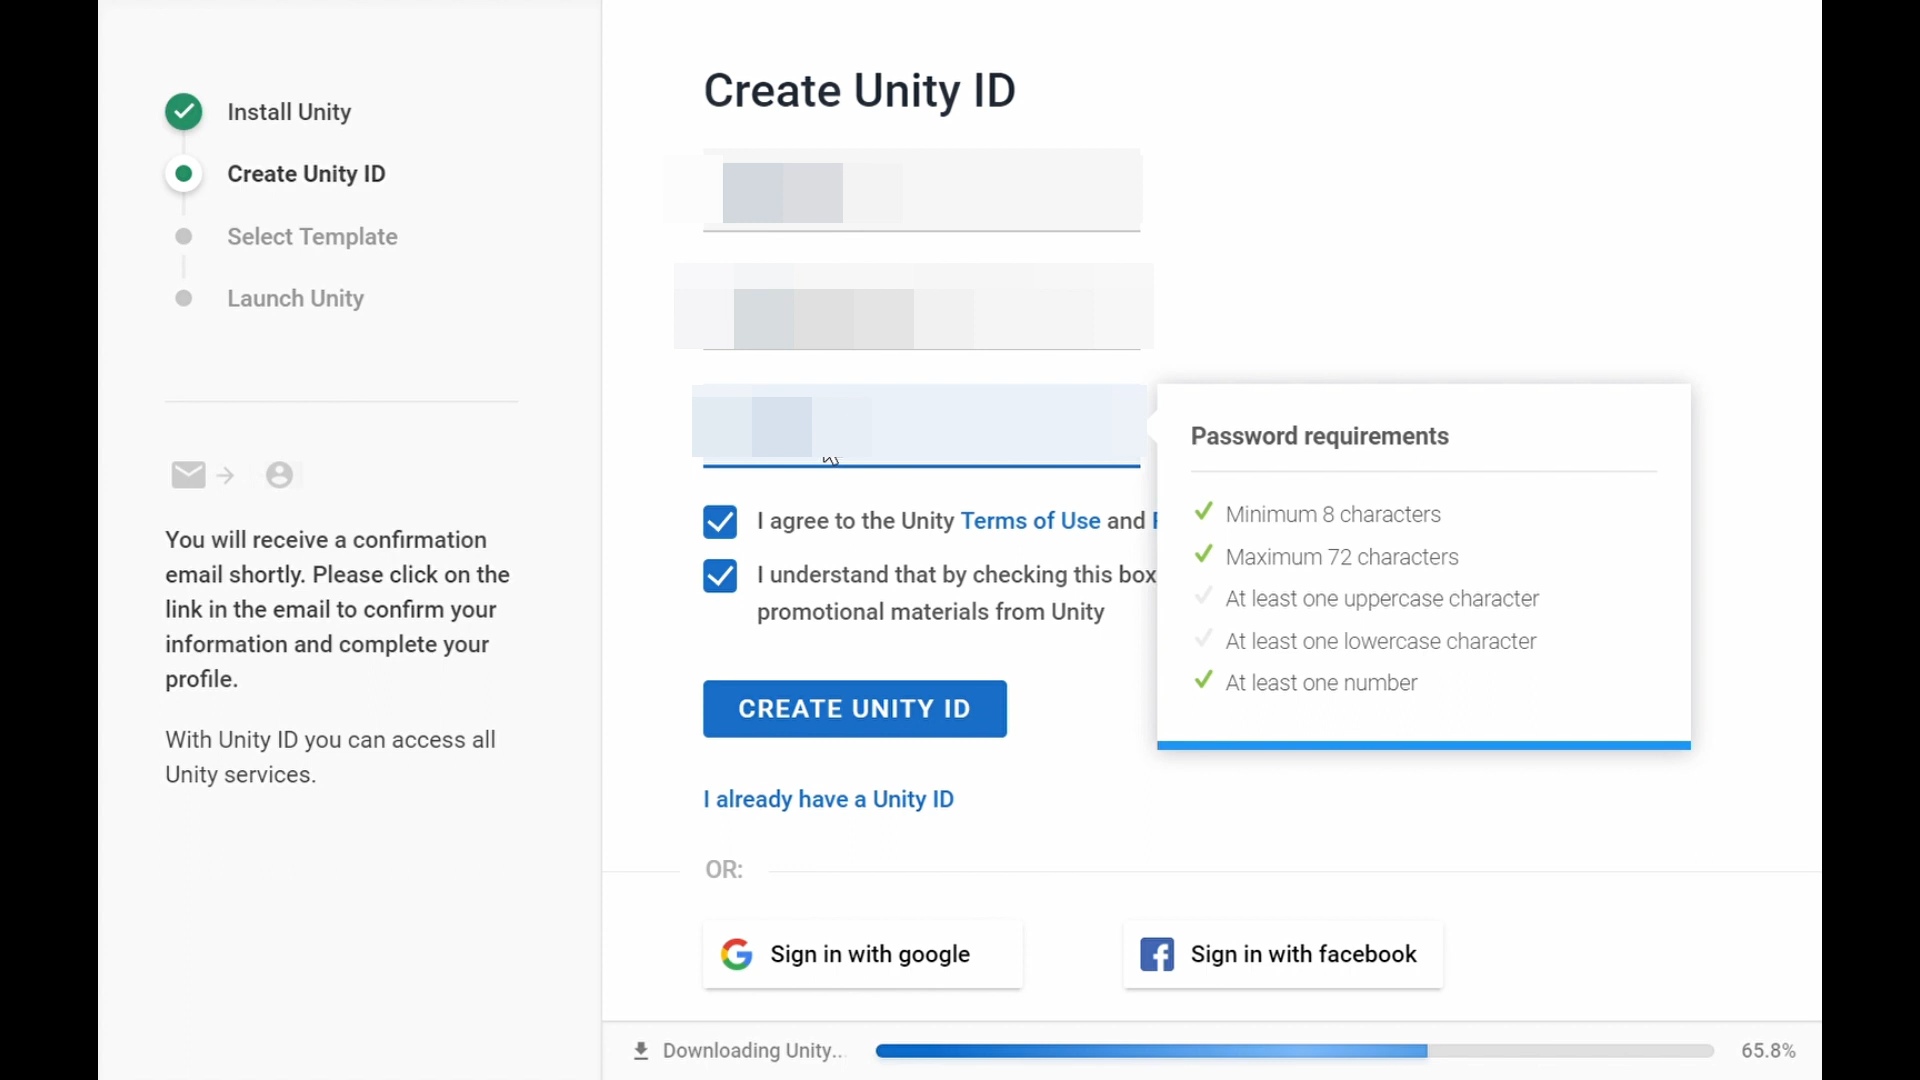 Install Unity
Create Unity ID
Select Template
Launch Unity
You will receive a confirmation
email shortly. Please click on the
link in the email to confirm your
information and complete your
profile.
With Unity ID you can access all
Unity services.
Create Unity ID
I agree to the Unity Terms of Use and
I understand that by checking this box
promotional materials from Unity
CREATE UNITY ID
I already have a Unity ID
Password requirements
Minimum 8 characters
Maximum 72 characters
At least one uppercase character
At least one lowercase character
At least one number
OR:
Sign in with google
Sign in with facebook
Downloading Unity...
65.8%